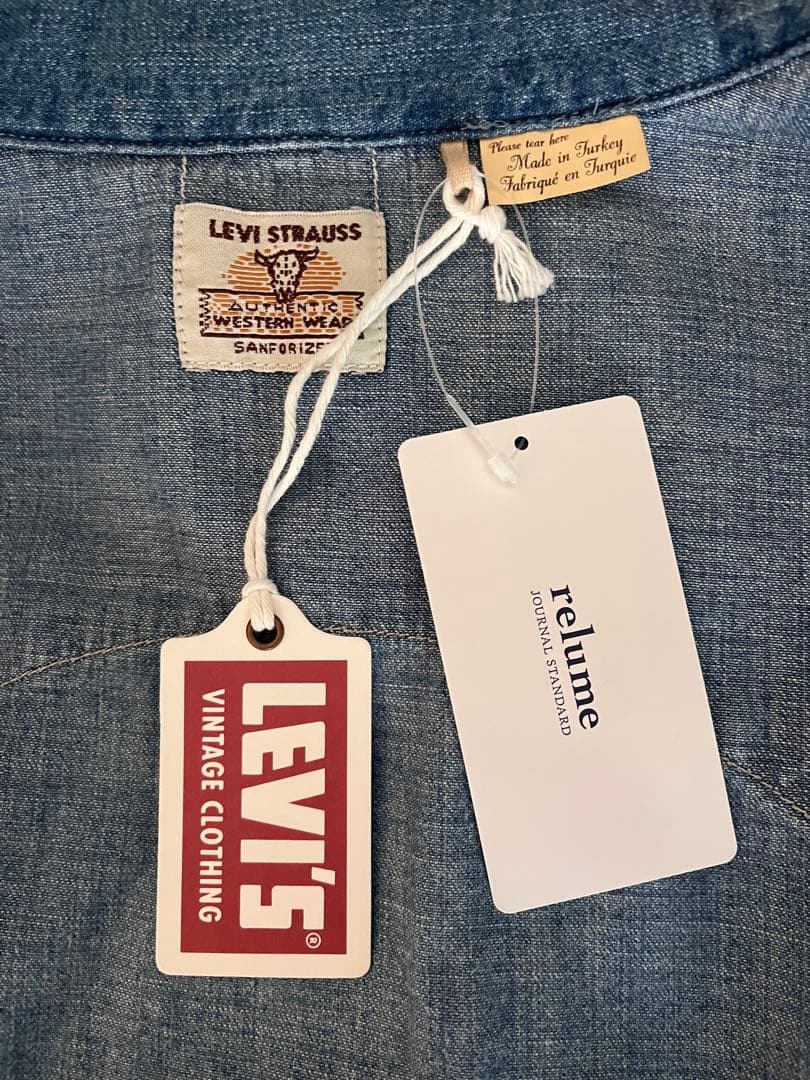 Please tear here
Made in Turkey
Fabriqué en Turquie
LEVI STRAUSS
AUTHENTIC
WESTERN WEAR
SANFORIZED
relume
JOURNAL STANDARD
LEVI'S®
VINTAGE CLOTHING